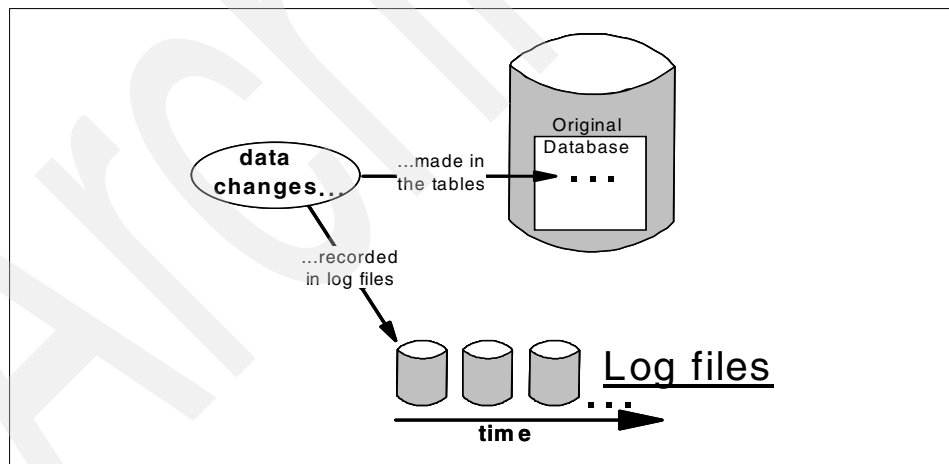 Original
Database
data
changes...
...made in
the tables
...
...recorded
in log files
Log files
...
time